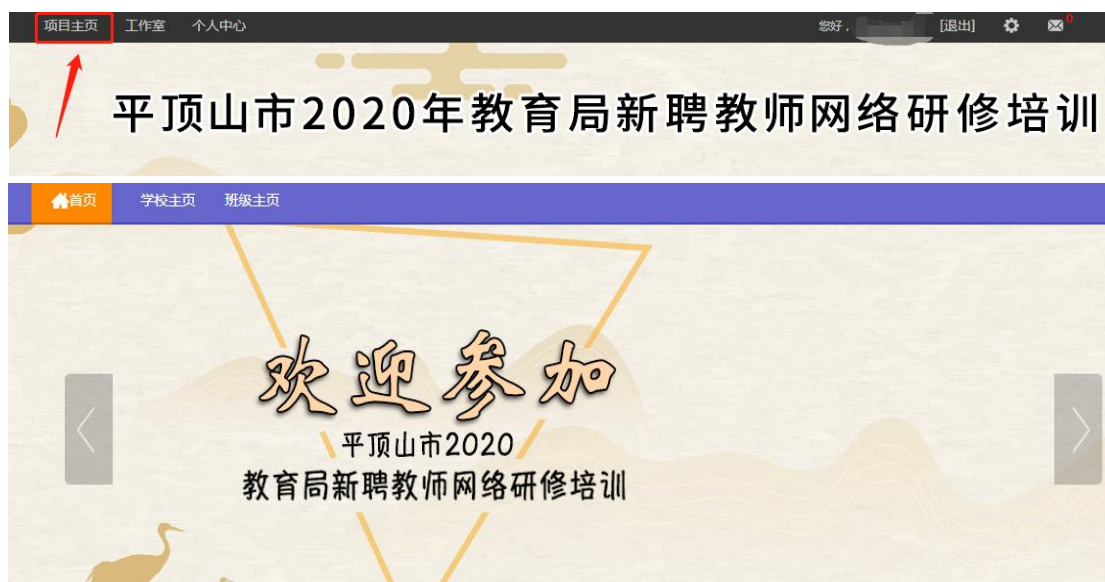 项目主页 工作室 个人中心 您好， [退出] 0
平顶山市2020年教育局新聘教师网络研修培训
首页 学校主页 班级主页
欢迎参加
平顶山市2020
教育局新聘教师网络研修培训